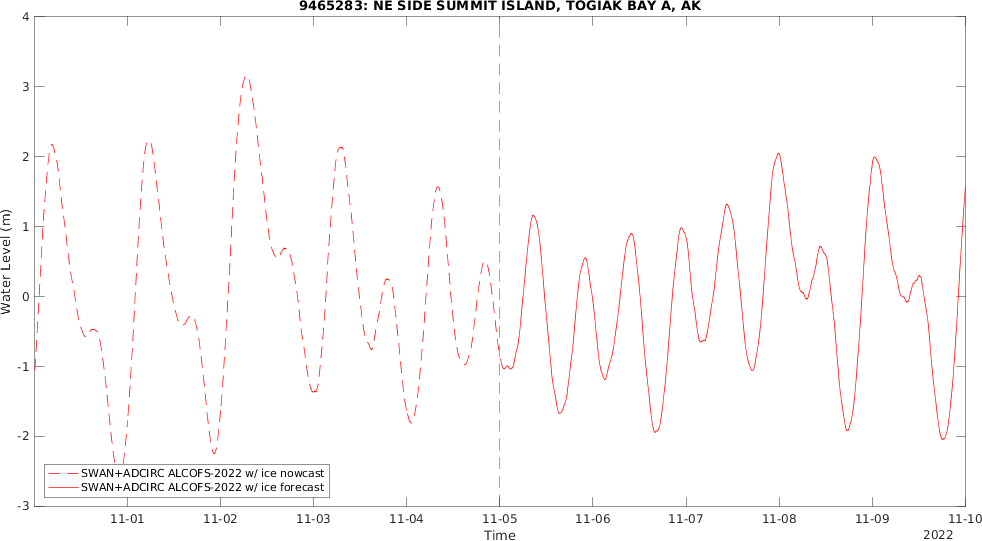 9465283: NE SIDE SUMMIT ISLAND, TOGIAK BAY A, AK
Water Level (m)
4
3
2
1
0
-1
-2
-3
SWAN+ADCIRC ALCOFS-2022 w/ ice nowcast
SWAN+ADCIRC ALCOFS-2022 w/ ice forecast
11-01 11-02 11-03 11-04 11-05 11-06 11-07 11-08 11-09 11-10
Time
2022